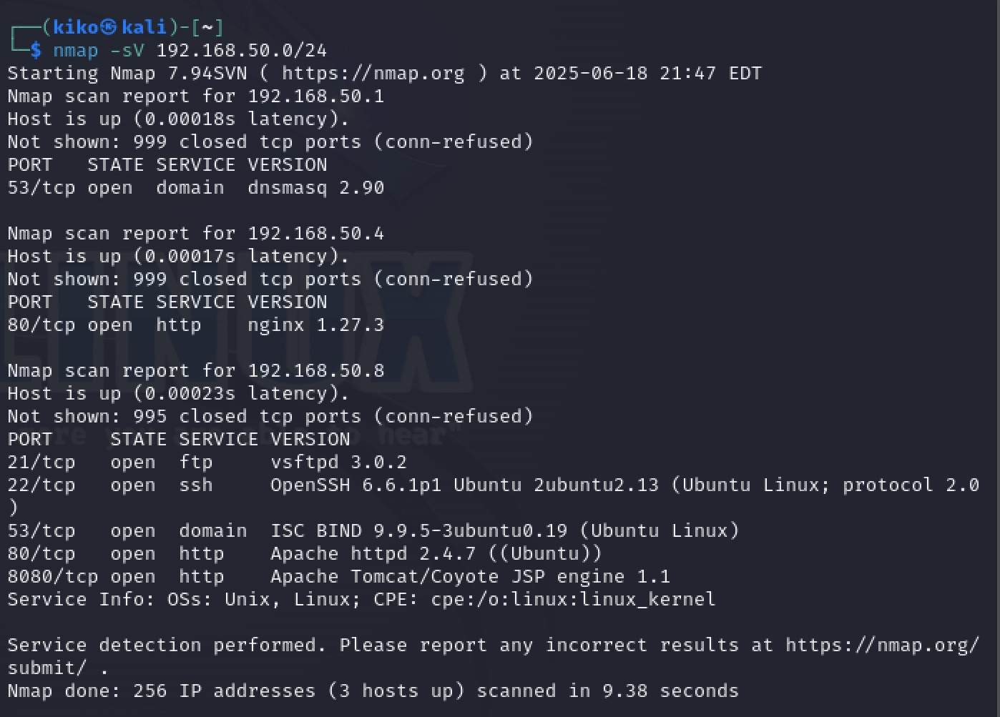 ┌──(kiko㉿kali)-[~]
└─$ nmap -sV 192.168.50.0/24
Starting Nmap 7.94SVN ( https://nmap.org ) at 2025-06-18 21:47 EDT
Nmap scan report for 192.168.50.1
Host is up (0.00018s latency).
Not shown: 999 closed tcp ports (conn-refused)
PORT   STATE SERVICE VERSION
53/tcp open  domain  dnsmasq 2.90

Nmap scan report for 192.168.50.4
Host is up (0.00017s latency).
Not shown: 999 closed tcp ports (conn-refused)
PORT   STATE SERVICE VERSION
80/tcp open  http    nginx 1.27.3

Nmap scan report for 192.168.50.8
Host is up (0.00023s latency).
Not shown: 995 closed tcp ports (conn-refused)
PORT     STATE SERVICE VERSION
21/tcp   open  ftp     vsftpd 3.0.2
22/tcp   open  ssh     OpenSSH 6.6.1p1 Ubuntu 2ubuntu2.13 (Ubuntu Linux; protocol 2.0
)
53/tcp   open  domain  ISC BIND 9.9.5-3ubuntu0.19 (Ubuntu Linux)
80/tcp   open  http    Apache httpd 2.4.7 ((Ubuntu))
8080/tcp open  http    Apache Tomcat/Coyote JSP engine 1.1
Service Info: OSs: Unix, Linux; CPE: cpe:/o:linux:linux_kernel

Service detection performed. Please report any incorrect results at https://nmap.org/
submit/ .
Nmap done: 256 IP addresses (3 hosts up) scanned in 9.38 seconds